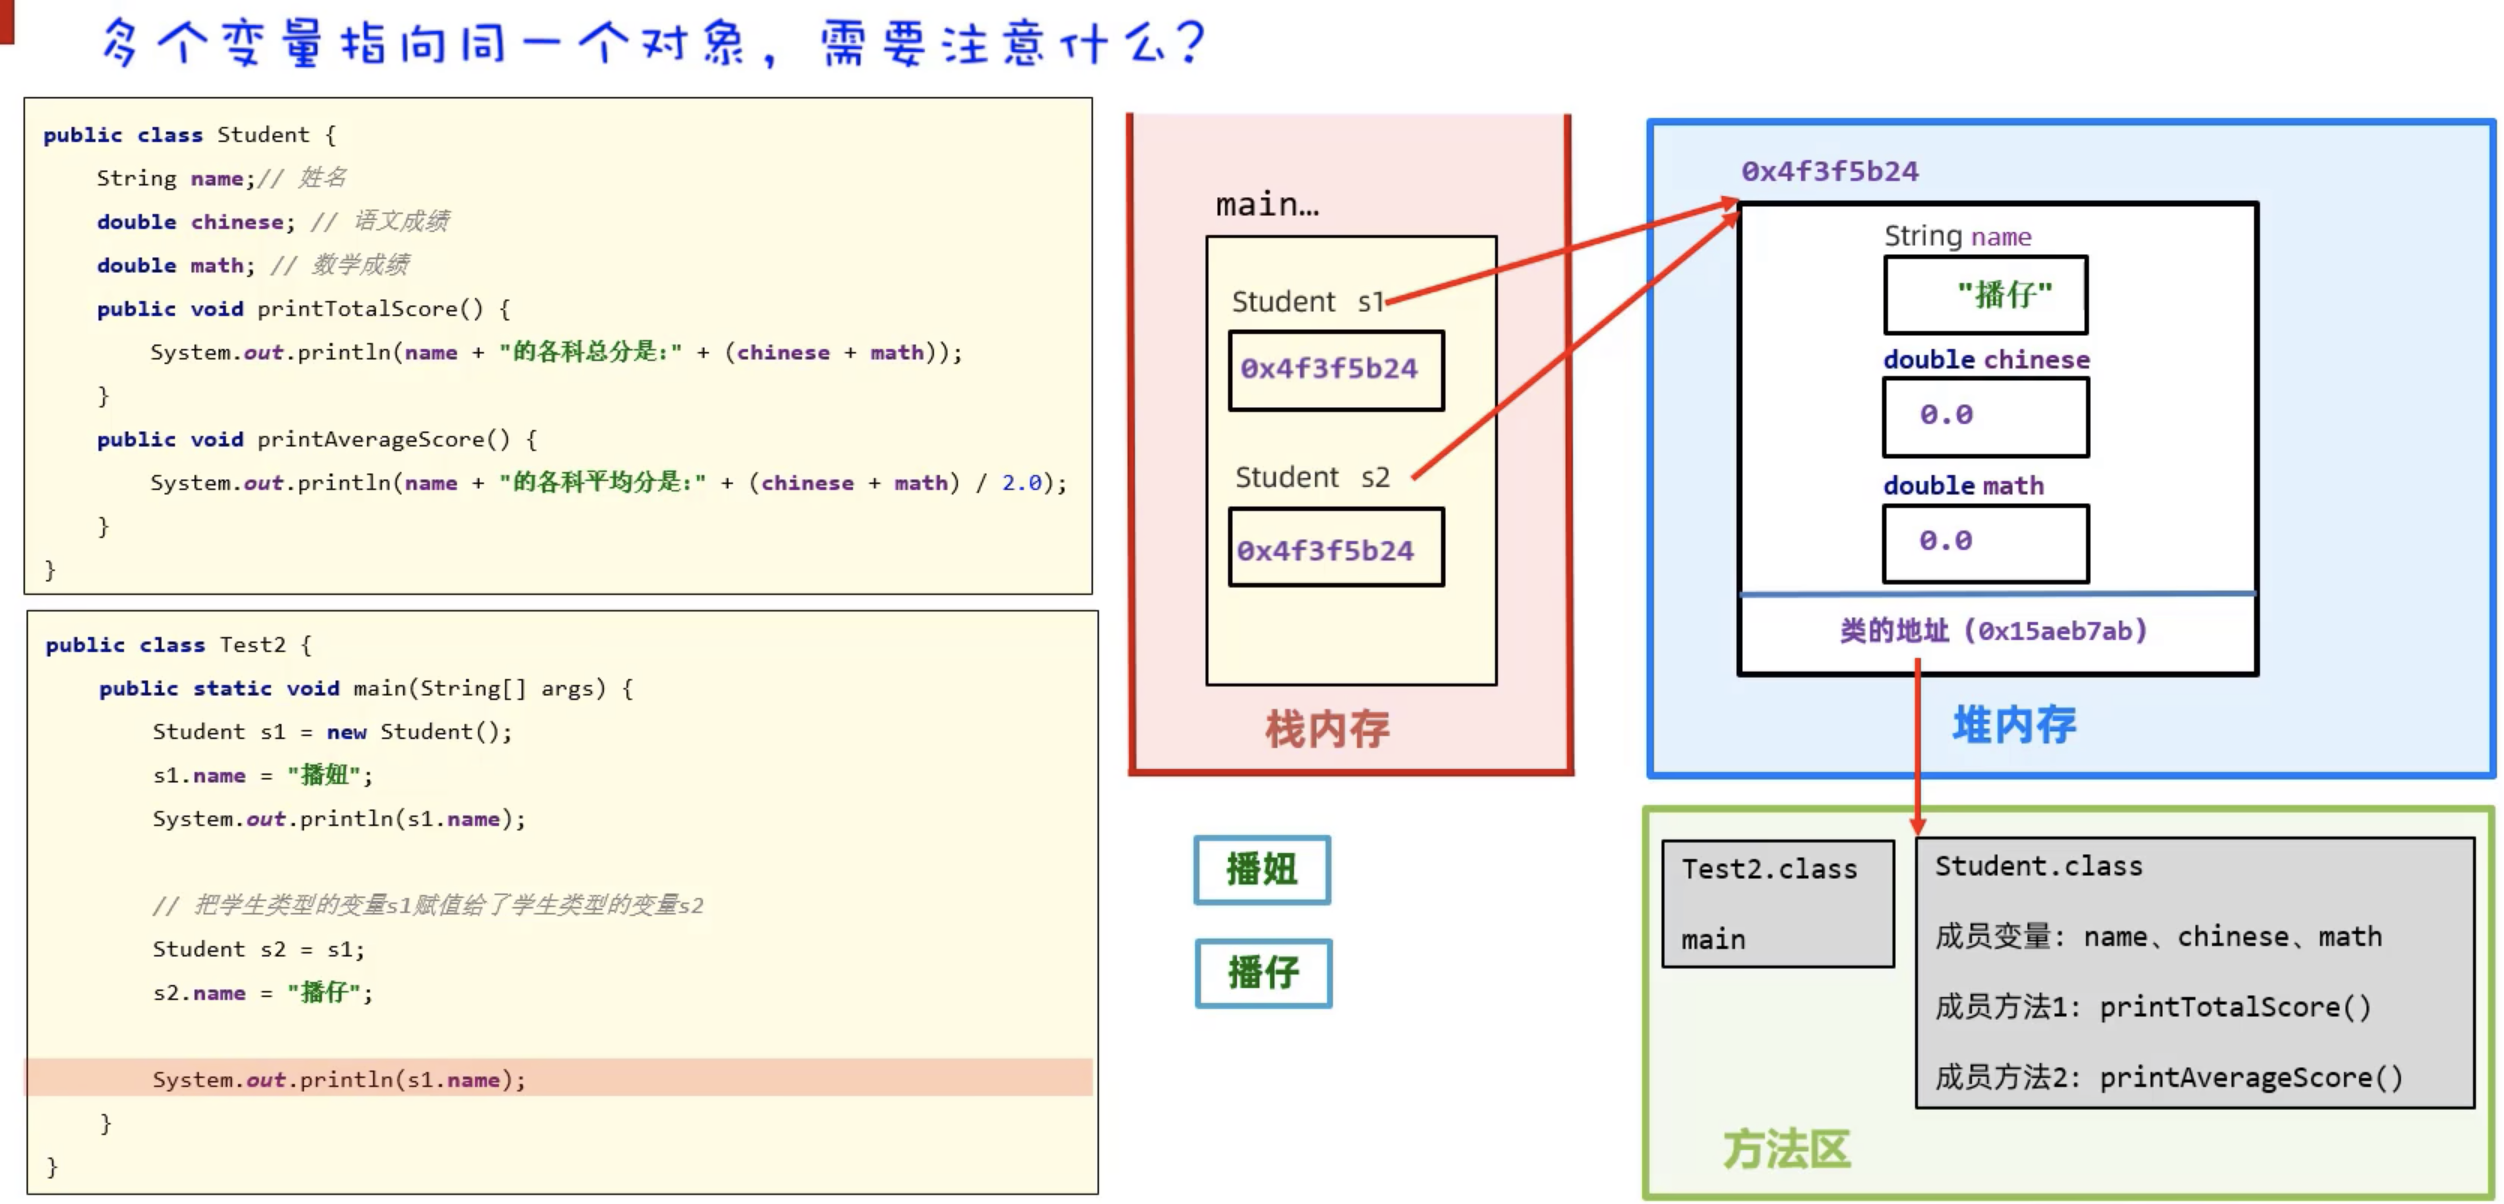 多个变量指向同一个对象，需要注意什么？
public class Student {
String name;// 姓名
double chinese; // 语文成绩
double math; // 数学成绩
public void printTotalScore() {
System.out.println(name + "的各科总分是:" + (chinese + math));
}
public void printAverageScore() {
System.out.println(name + "的各科平均分是:" + (chinese + math) / 2.0);
}
}
public class Test2 {
public static void main(String[] args) {
Student s1 = new Student();
s1.name = "播妞";
System.out.println(s1.name);
// 把学生类型的变量s1赋值给了学生类型的变量s2
Student s2 = s1;
s2.name = "播仔";
System.out.println(s1.name);
}
}
main…
Student s1
0x4f3f5b24
Student s2
0x4f3f5b24
栈内存
播妞
播仔
0x4f3f5b24
String name
"播仔"
double chinese
0.0
double math
0.0
类的地址（0x15aeb7ab）
堆内存
Test2.class
main
Student.class
成员变量: name、chinese、math
成员方法1: printTotalScore()
成员方法2: printAverageScore()
方法区